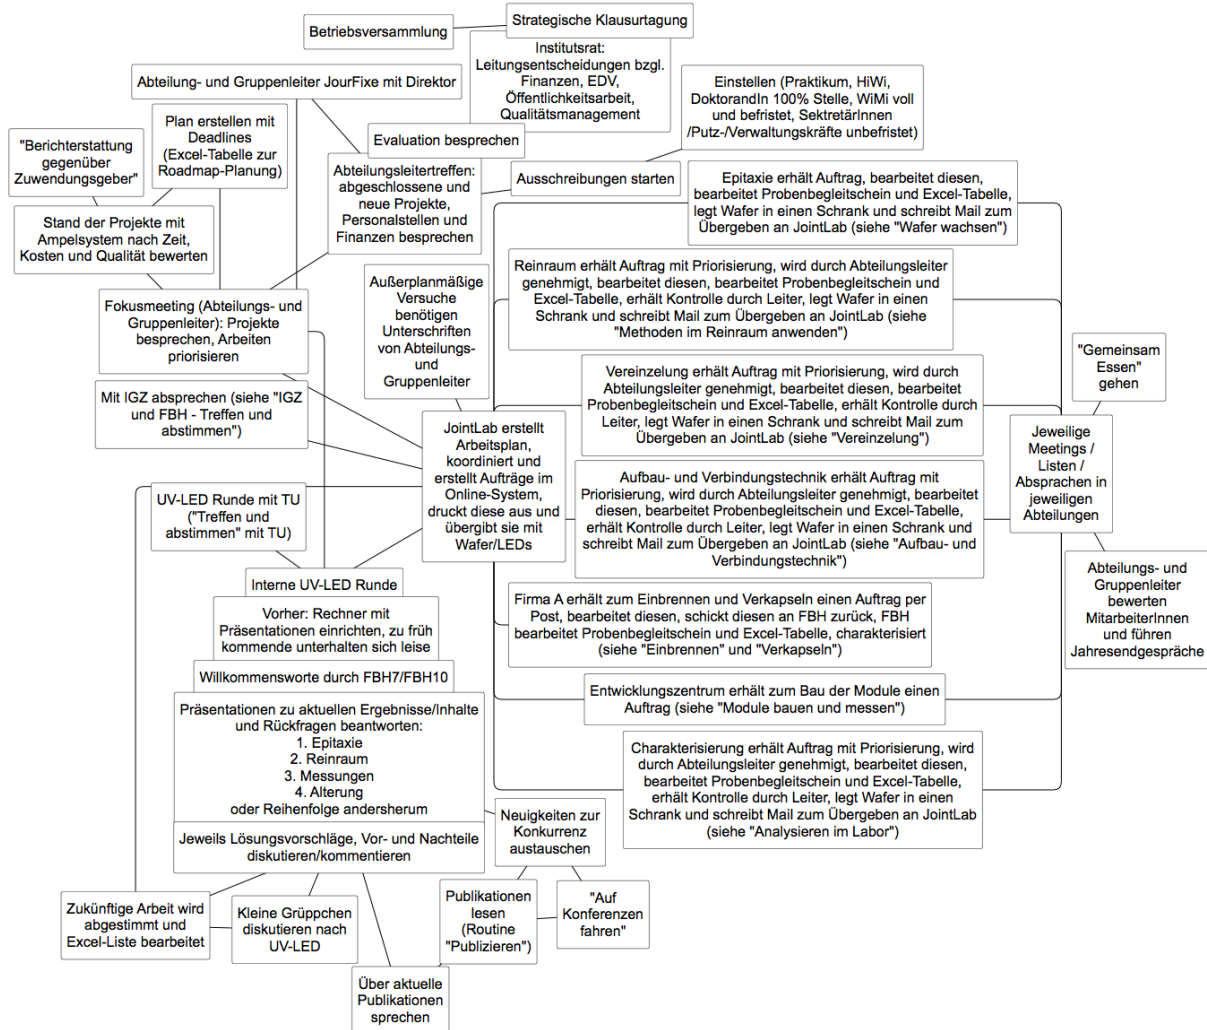 Strategische Klausurtagung
Betriebsversammlung
Institutsrat:
Leitungsentscheidungen bzgl.
Finanzen, EDV,
Öffentlichkeitsarbeit,
Qualitätsmanagement
Abteilung- und Gruppenleiter JourFixe mit Direktor
Einstellen (Praktikum, HiWi,
DoktorandIn 100% Stelle, WiMi voll
und befristet, SekretärInnen
/Putz-/Verwaltungskräfte unbefristet)
Plan erstellen mit
Deadlines
(Excel-Tabelle zur
Roadmap-Planung)
"Berichterstattung
gegenüber
Zuwendungsgeber"
Evaluation besprechen
Abteilungsleitertreffen:
abgeschlossene und
neue Projekte,
Personalstellen und
Finanzen besprechen
Ausschreibungen starten
Epitaxie erhält Auftrag, bearbeitet diesen,
bearbeitet Probenbegleitschein und Excel-Tabelle,
legt Wafer in einen Schrank und schreibt Mail zum
Übergeben an JointLab (siehe "Wafer wachsen")
Stand der Projekte mit
Ampelsystem nach Zeit,
Kosten und Qualität bewerten
Reinraum erhält Auftrag mit Priorisierung, wird durch Abteilungsleiter
genehmigt, bearbeitet diesen, bearbeitet Probenbegleitschein und
Excel-Tabelle, erhält Kontrolle durch Leiter, legt Wafer in einen
Schrank und schreibt Mail zum Übergeben an JointLab (siehe
"Methoden im Reinraum anwenden")
Außerplanmäßige
Versuche
benötigen
Unterschriften
von Abteilungs-
und
Gruppenleiter
Fokusmeeting (Abteilungs- und
Gruppenleiter): Projekte
besprechen, Arbeiten
priorisieren
"Gemeinsam
Essen"
gehen
Vereinzelung erhält Auftrag mit Priorisierung, wird durch
Abteilungsleiter genehmigt, bearbeitet diesen, bearbeitet
Probenbegleitschein und Excel-Tabelle, erhält Kontrolle durch
Leiter, legt Wafer in einen Schrank und schreibt Mail zum
Übergeben an JointLab (siehe "Vereinzelung")
Mit IGZ absprechen (siehe "IGZ
und FBH - Treffen und
abstimmen")
JointLab erstellt
Arbeitsplan,
koordiniert und
erstellt Aufträge im
Online-System,
druckt diese aus und
übergibt sie mit
Wafer/LEDs
Jeweilige
Meetings /
Listen /
Absprachen in
jeweiligen
Abteilungen
Aufbau- und Verbindungstechnik erhält Auftrag mit
Priorisierung, wird durch Abteilungsleiter genehmigt, bearbeitet
diesen, bearbeitet Probenbegleitschein und Excel-Tabelle,
erhält Kontrolle durch Leiter, legt Wafer in einen Schrank und
schreibt Mail zum Übergeben an JointLab (siehe "Aufbau- und
Verbindungstechnik")
UV-LED Runde mit TU
("Treffen und
abstimmen" mit TU)
Abteilungs- und
Gruppenleiter
bewerten
MitarbeiterInnen
und führen
Jahresendgespräche
Interne UV-LED Runde
Firma A erhält zum Einbrennen und Verkapseln einen Auftrag per
Post, bearbeitet diesen, schickt diesen an FBH zurück, FBH
bearbeitet Probenbegleitschein und Excel-Tabelle, charakterisiert
(siehe "Einbrennen" und "Verkapseln")
Vorher: Rechner mit
Präsentationen einrichten, zu früh
kommende unterhalten sich leise
Willkommensworte durch FBH7/FBH10
Entwicklungszentrum erhält zum Bau der Module einen
Auftrag (siehe "Module bauen und messen")
Präsentationen zu aktuellen Ergebnisse/Inhalte
und Rückfragen beantworten:
1. Epitaxie
2. Reinraum
3. Messungen
4. Alterung
oder Reihenfolge andersherum
Charakterisierung erhält Auftrag mit Priorisierung, wird
durch Abteilungsleiter genehmigt, bearbeitet diesen,
bearbeitet Probenbegleitschein und Excel-Tabelle,
erhält Kontrolle durch Leiter, legt Wafer in einen
Schrank und schreibt Mail zum Übergeben an JointLab
(siehe "Analysieren im Labor")
Neuigkeiten zur
Konkurrenz
austauschen
Jeweils Lösungsvorschläge, Vor- und Nachteile
diskutieren/kommentieren
Zukünftige Arbeit wird
abgestimmt und
Excel-Liste bearbeitet
Kleine Grüppchen
diskutieren nach
UV-LED
Publikationen
lesen
(Routine
"Publizieren")
"Auf
Konferenzen
fahren"
Über aktuelle
Publikationen
sprechen